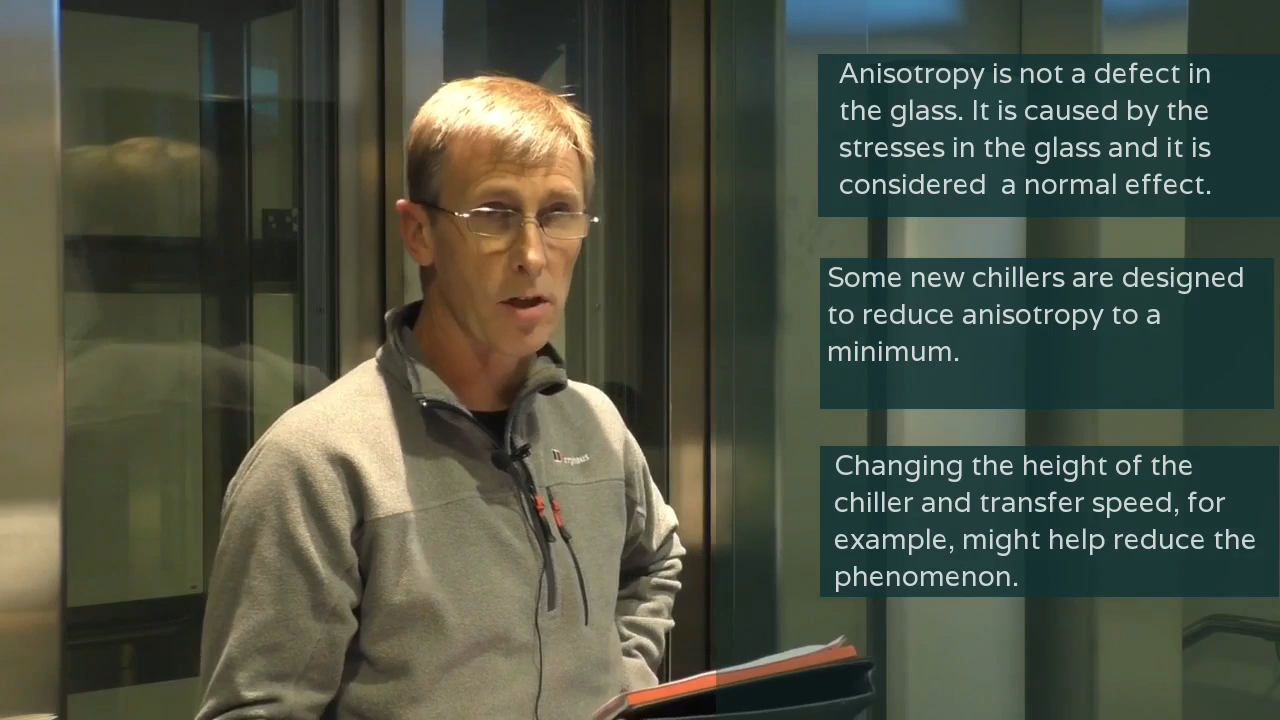 Anisotropy is not a defect in
the glass. It is caused by the
stresses in the glass and it is
considered  a normal effect.
Some new chillers are designed
to reduce anisotropy to a
minimum.
Changing the height of the
chiller and transfer speed, for
example, might help reduce the
phenomenon.